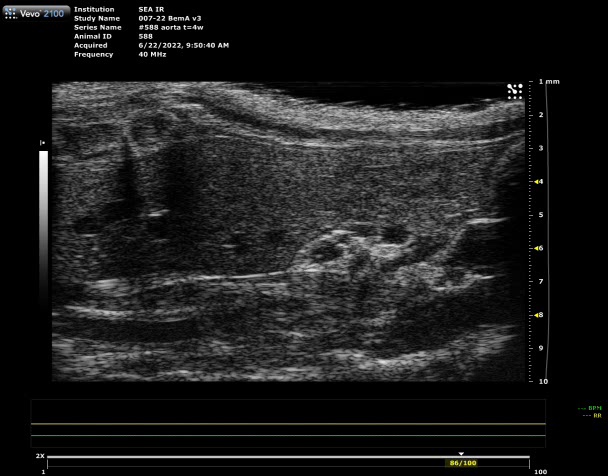 Vevo 2100
Institution SEA IR
Study Name 007-22 BemA v3
Series Name #588 aorta t=4w
Animal ID 588
Acquired 6/22/2022, 9:50:40 AM
Frequency 40 MHz
1 mm
2
3
4
5
6
7
8
9
10
--- BPM
--- RR
2X
86/100
1
100